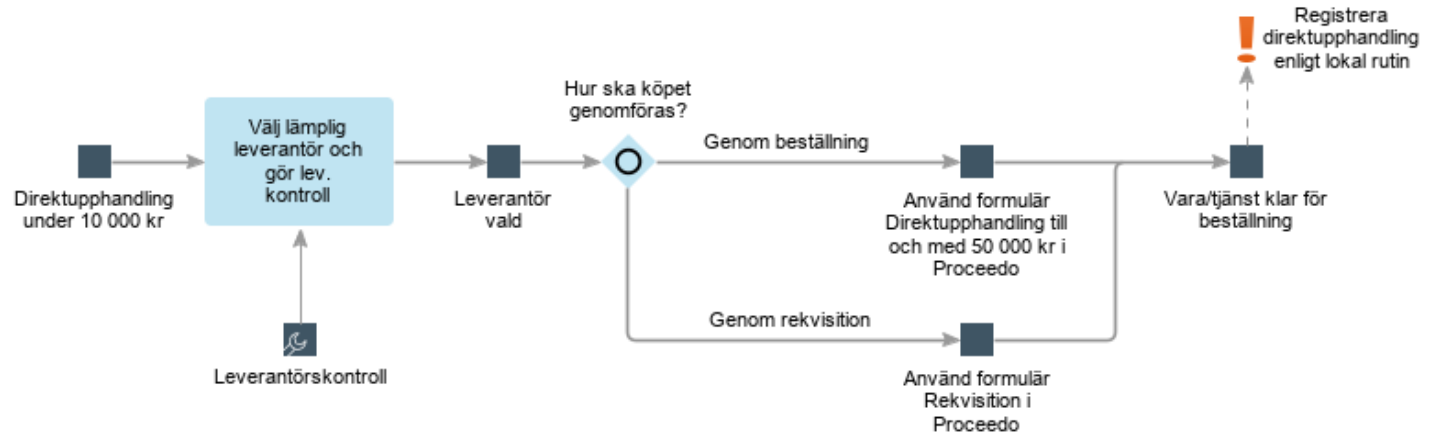 Registrera
direktupphandling
enligt lokal rutin
Hur ska köpet
genomföras?
Välj lämplig
leverantör och
gör lev.
kontroll
Genom beställning
Direktupphandling
under 10 000 kr
Leverantör
vald
Använd formulär
Direktupphandling till
och med 50 000 kr i
Proceedo
Vara/tjänst klar för
beställning
Genom rekvisition
Leverantörskontroll
Använd formulär
Rekvisition i
Proceedo